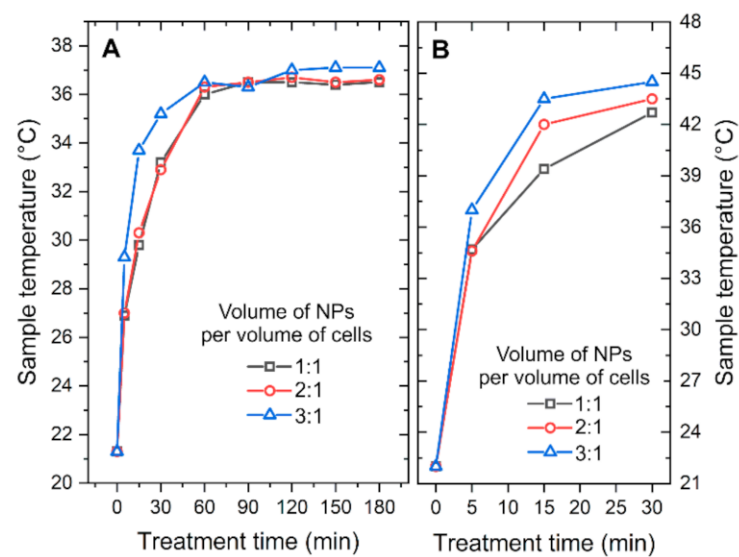 A
38
36
34
32
30
28
26
24
22
20
Sample temperature (°C)
Volume of NPs
per volume of cells
1:1
2:1
3:1
0 30 60 90 120 150 180
Treatment time (min)
B
48
45
42
39
36
33
30
27
24
21
Sample temperature (°C)
Volume of NPs
per volume of cells
1:1
2:1
3:1
0 5 10 15 20 25 30
Treatment time (min)